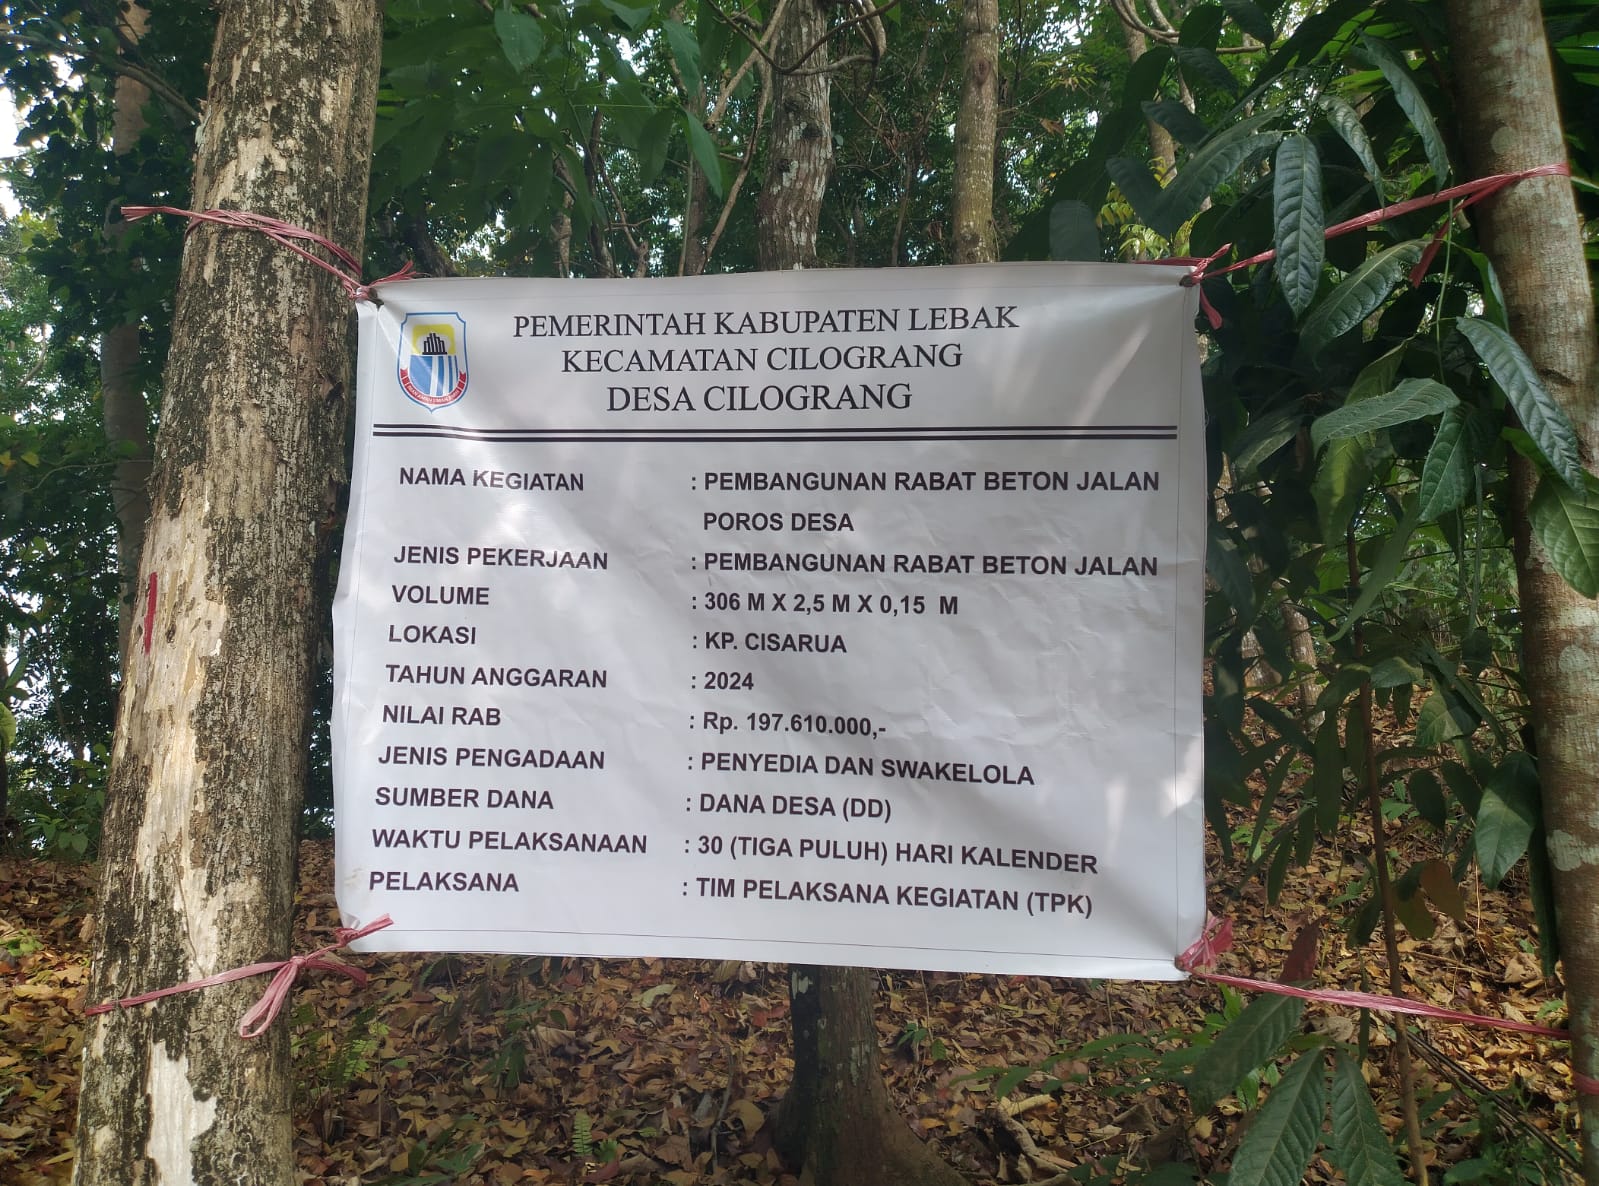 PEMERINTAH KABUPATEN LEBAK
KECAMATAN CILOGRANG
DESA CILOGRANG
NAMA KEGIATAN : PEMBANGUNAN RABAT BETON JALAN
POROS DESA
JENIS PEKERJAAN : PEMBANGUNAN RABAT BETON JALAN
VOLUME : 306 M X 2,5 M X 0,15 M
LOKASI : KP. CISARUA
TAHUN ANGGARAN : 2024
NILAI RAB : Rp. 197.610.000,-
JENIS PENGADAAN : PENYEDIA DAN SWAKELOLA
SUMBER DANA : DANA DESA (DD)
WAKTU PELAKSANAAN : 30 (TIGA PULUH) HARI KALENDER
PELAKSANA : TIM PELAKSANA KEGIATAN (TPK)